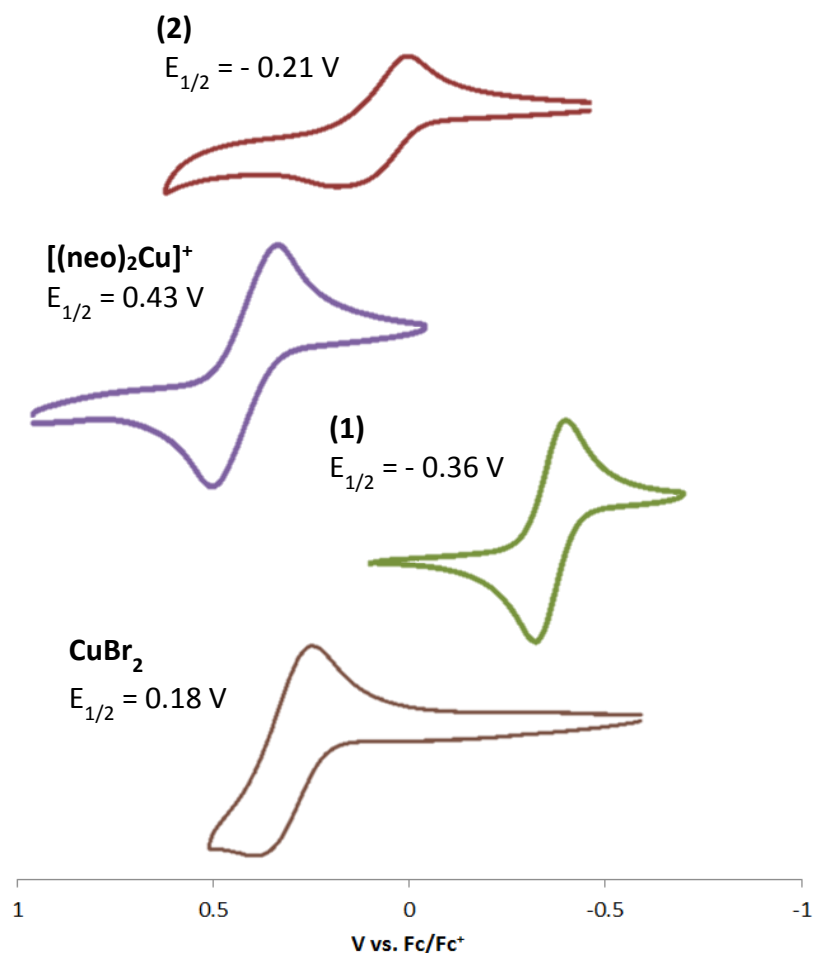 (2)
E1/2 = - 0.21 V
[(neo)₂Cu]⁺
E1/2 = 0.43 V
(1)
E1/2 = - 0.36 V
CuBr2
E1/2 = 0.18 V
1 0.5 0 -0.5 -1
V vs. Fc/Fc⁺